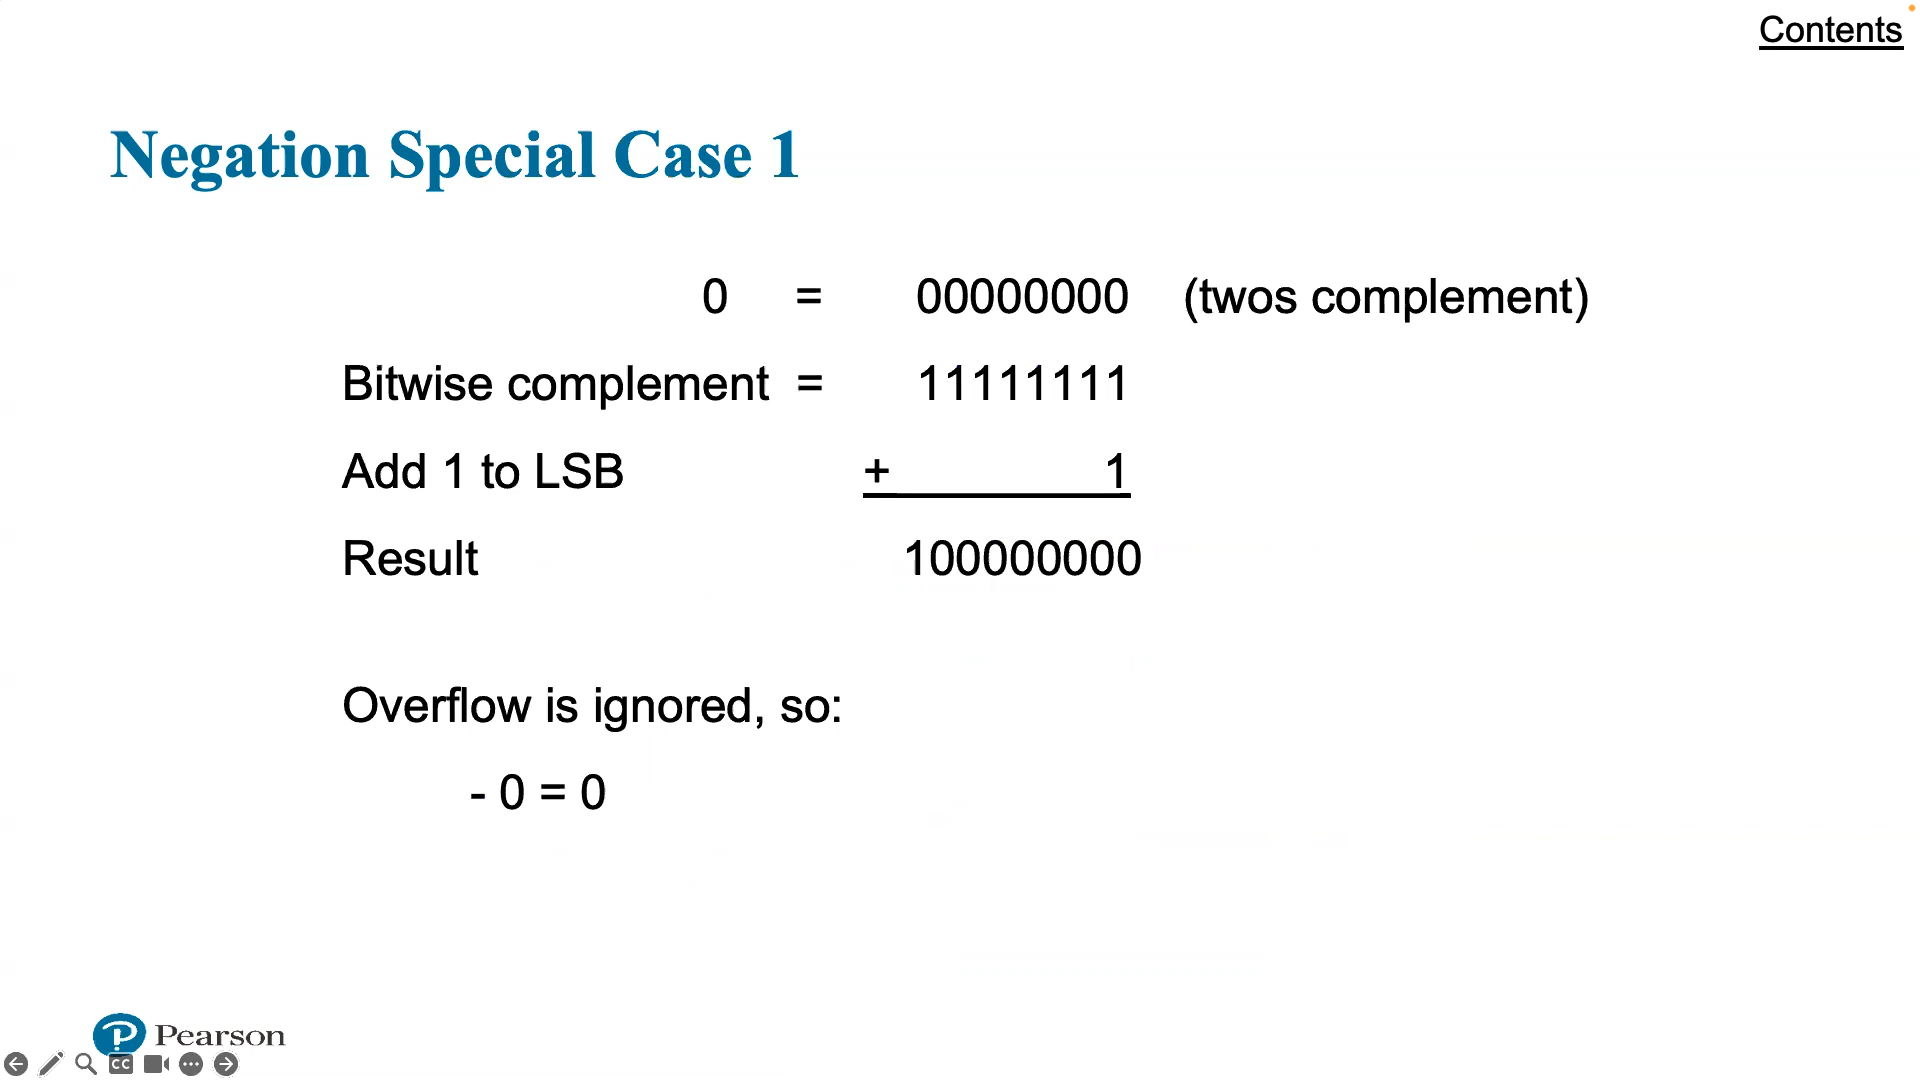 Contents
Negation Special Case 1
0 = 00000000 (twos complement)
Bitwise complement = 11111111
Add 1 to LSB + 1
Result 100000000
Overflow is ignored, so:
- 0 = 0
P Pearson
CC